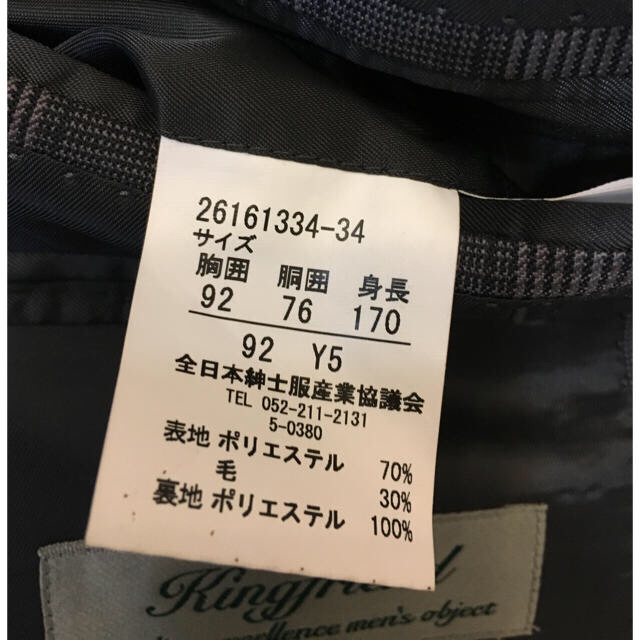 26161334-34
サイズ
胸囲 胴囲 身長
92 76 170
92 Y5
全日本紳士服産業協議会
TEL 052-211-2131
5-0380
表地 ポリエステル 70%
毛 30%
裏地 ポリエステル 100%
Kingfriend
excellence men's object